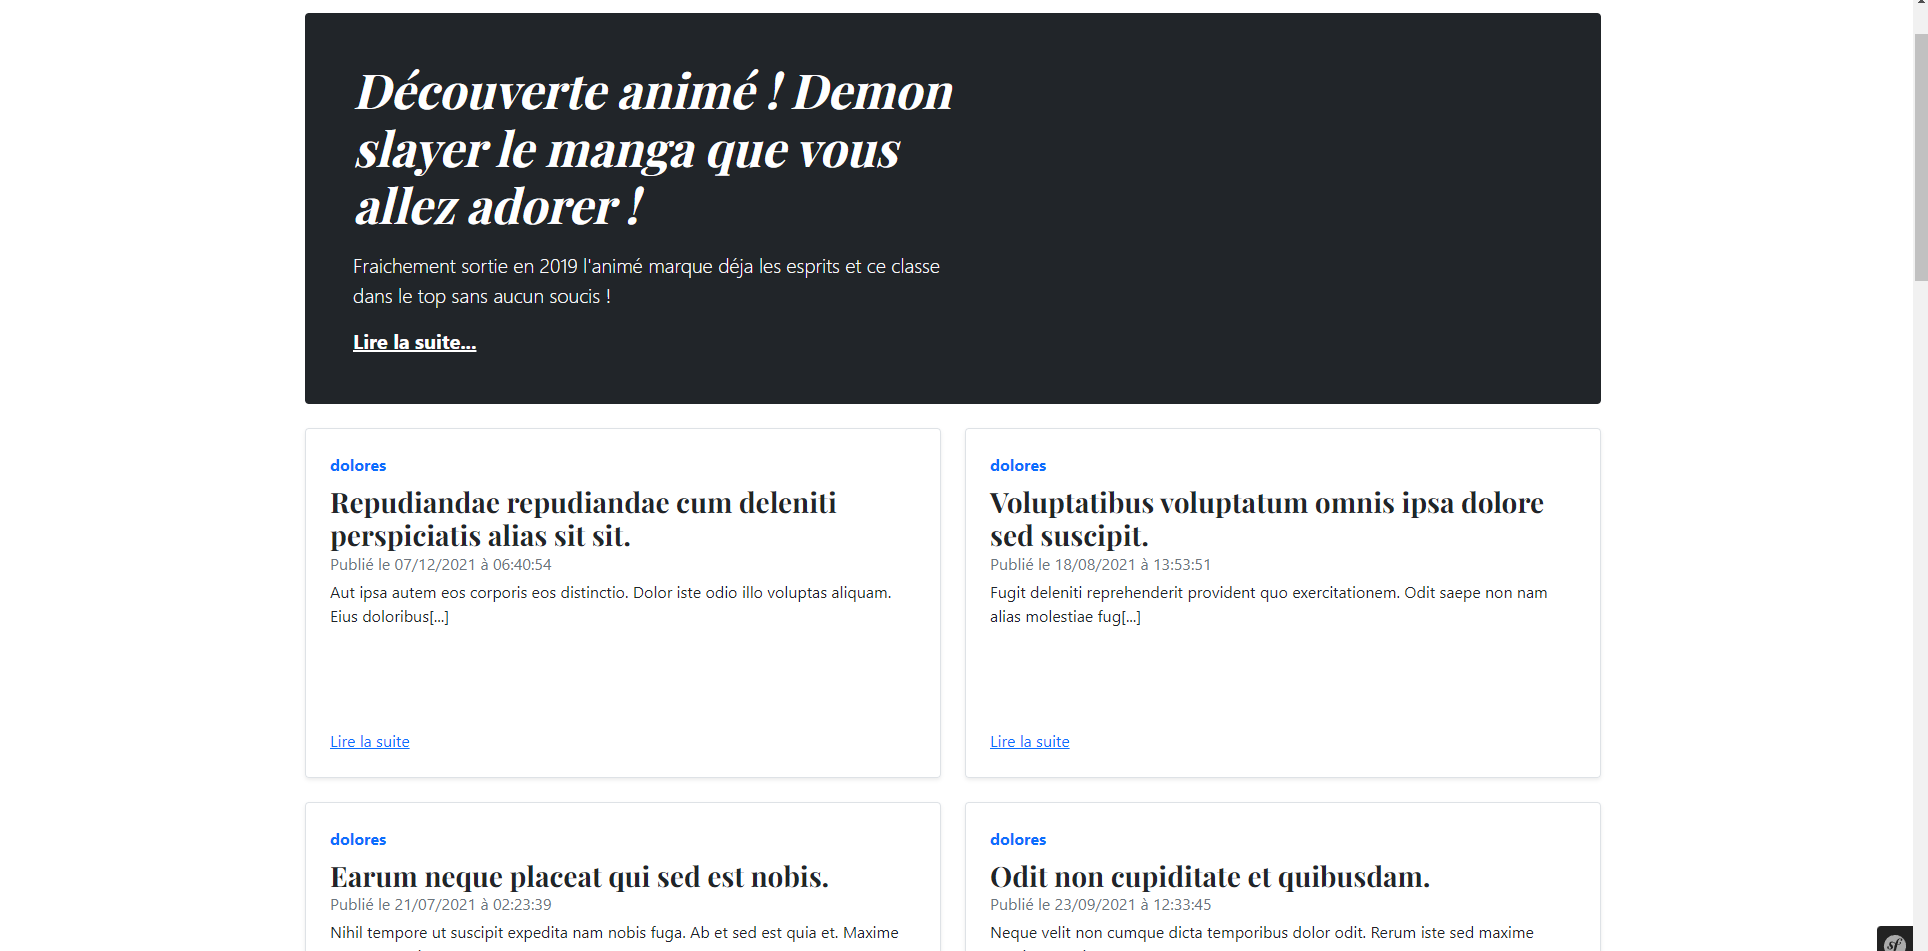 Découverte animé ! Demon
slayer le manga que vous
allez adorer !
Fraichement sortie en 2019 l'animé marque déja les esprits et ce classe
dans le top sans aucun soucis !
Lire la suite...
dolores
Repudiandae repudiandae cum deleniti
perspiciatis alias sit sit.
Publié le 07/12/2021 à 06:40:54
Aut ipsa autem eos corporis eos distinctio. Dolor iste odio illo voluptas aliquam.
Eius doloribus[...]
Lire la suite
dolores
Voluptatibus voluptatum omnis ipsa dolore
sed suscipit.
Publié le 18/08/2021 à 13:53:51
Fugit deleniti reprehenderit provident quo exercitationem. Odit saepe non nam
alias molestiae fug[...]
Lire la suite
dolores
Earum neque placeat qui sed est nobis.
Publié le 21/07/2021 à 02:23:39
Nihil tempore ut suscipit expedita nam nobis fuga. Ab et sed est quia et. Maxime
dolores
Odit non cupiditate et quibusdam.
Publié le 23/09/2021 à 12:33:45
Neque velit non cumque dicta temporibus dolor odit. Rerum iste sed maxime
sf